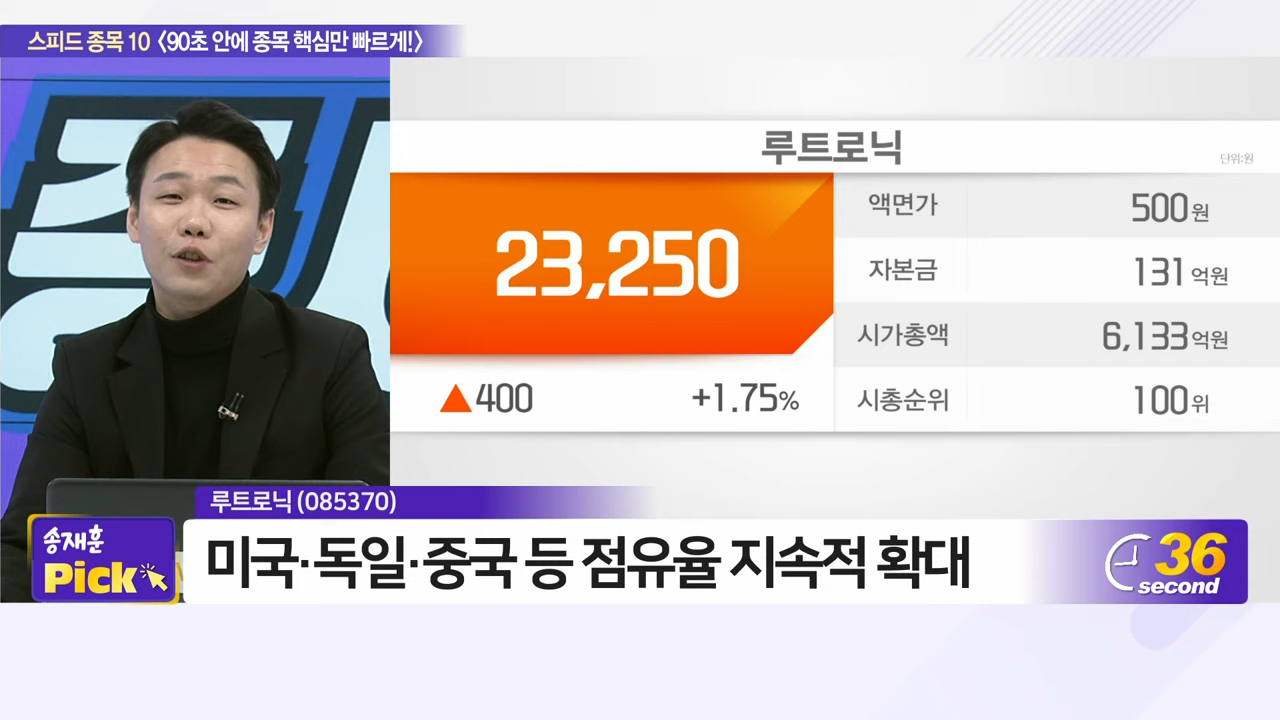 스피드 종목 10 〈90초 안에 종목 핵심만 빠르게!〉
루트로닉
단위:원
23,250
▲400 +1.75%
액면가 500원
자본금 131억원
시가총액 6,133억원
시총순위 100위
루트로닉 (085370)
송재훈
Pick
미국·독일·중국 등 점유율 지속적 확대
36
second